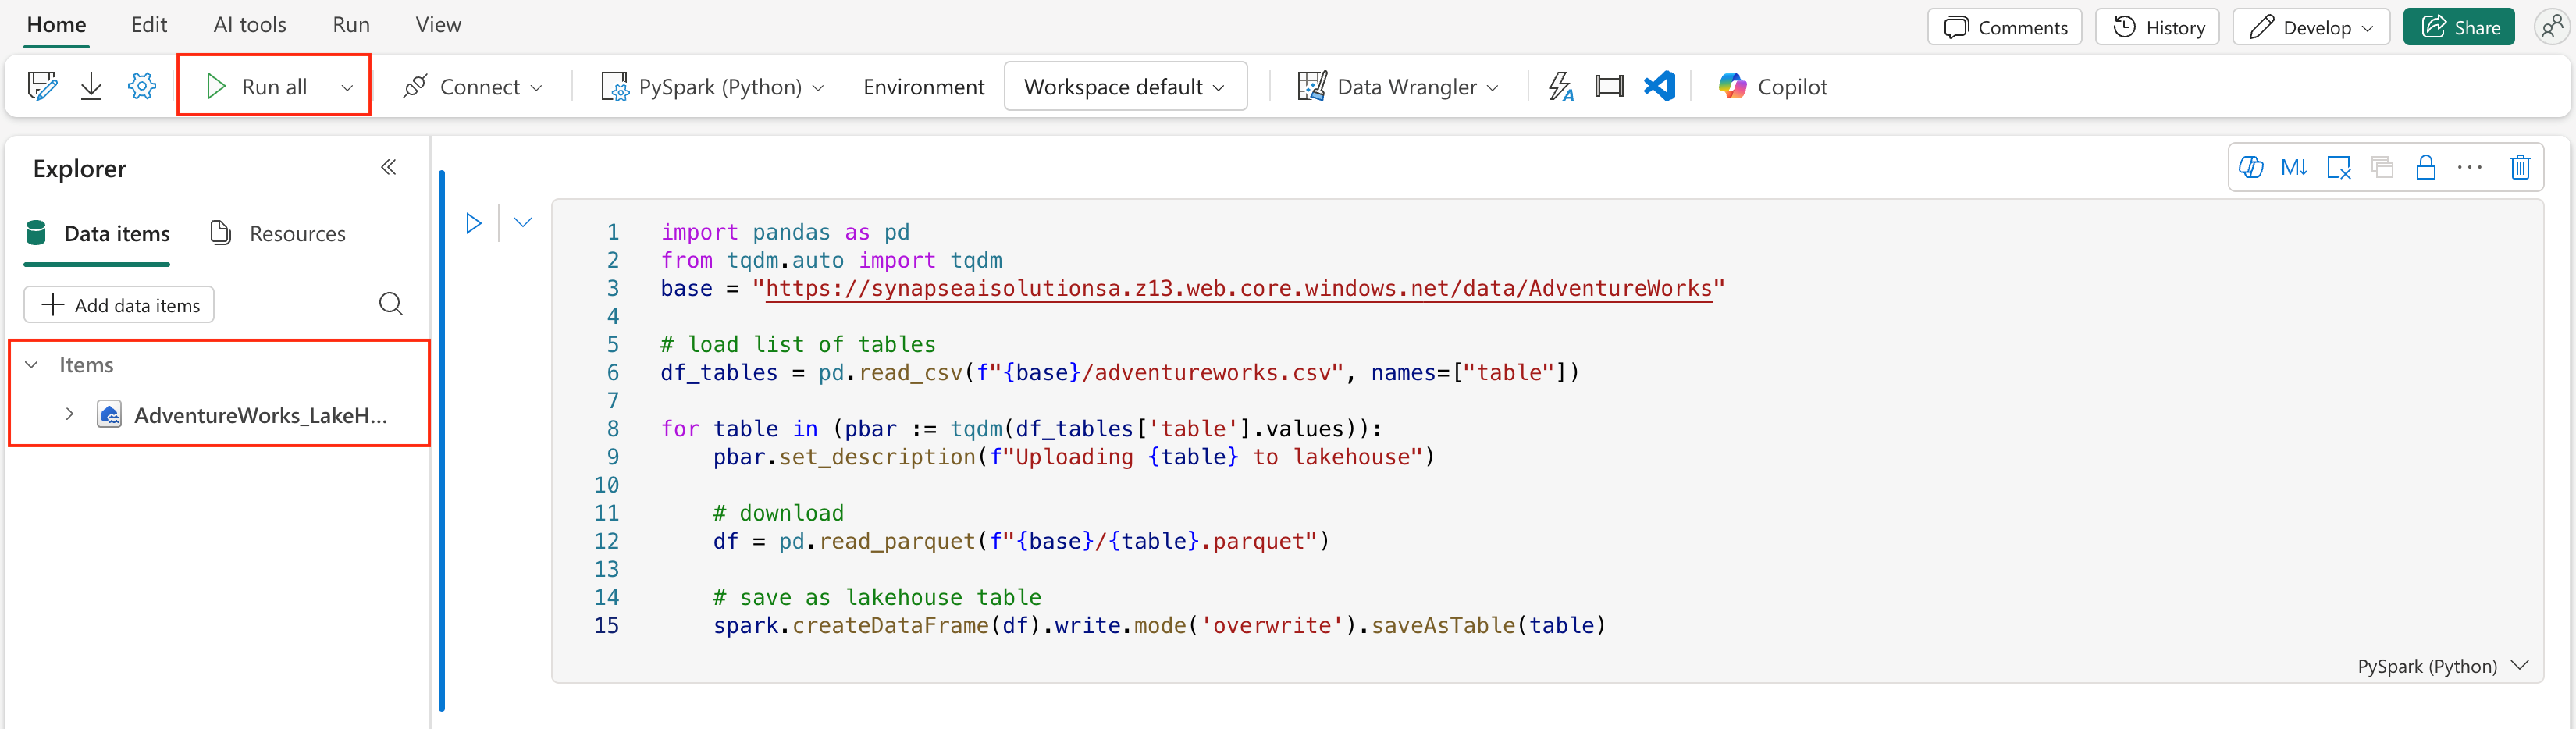 Home Edit AI tools Run View Comments History Develop Share
Run all Connect PySpark (Python) Environment Workspace default Data Wrangler Copilot
Explorer
Data items Resources
Add data items
Items
AdventureWorks_LakeH...
M↓
1 import pandas as pd
2 from tqdm.auto import tqdm
3 base = "https://synapseaisolutionsa.z13.web.core.windows.net/data/AdventureWorks"
4
5 # load list of tables
6 df_tables = pd.read_csv(f"{base}/adventureworks.csv", names=["table"])
7
8 for table in (pbar := tqdm(df_tables['table'].values)):
9     pbar.set_description(f"Uploading {table} to lakehouse")
10
11     # download
12     df = pd.read_parquet(f"{base}/{table}.parquet")
13
14     # save as lakehouse table
15     spark.createDataFrame(df).write.mode('overwrite').saveAsTable(table)
PySpark (Python)